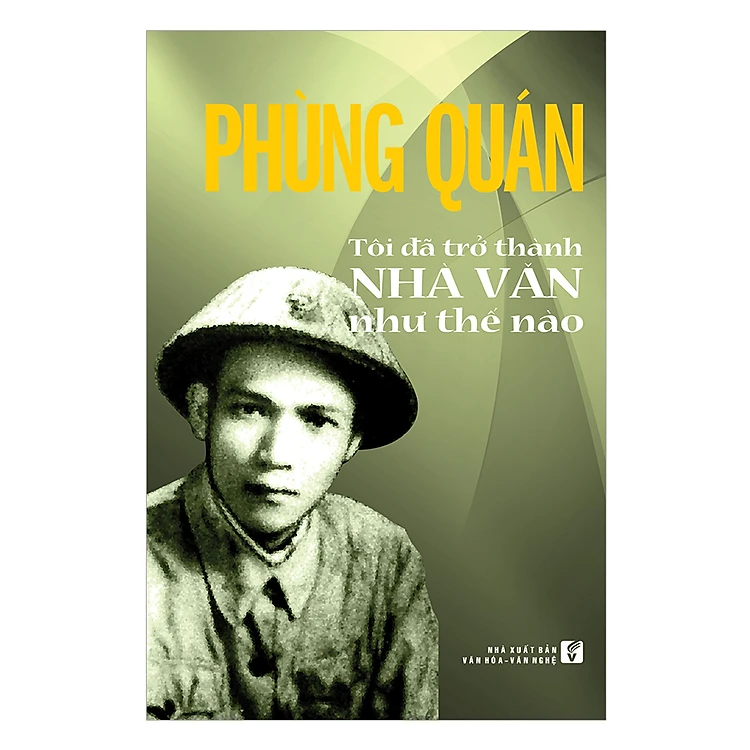 PHÙNG QUÁN
Tôi đã trở thành
NHÀ VĂN
như thế nào
NHÀ XUẤT BẢN
VĂN HÓA-VĂN NGHỆ